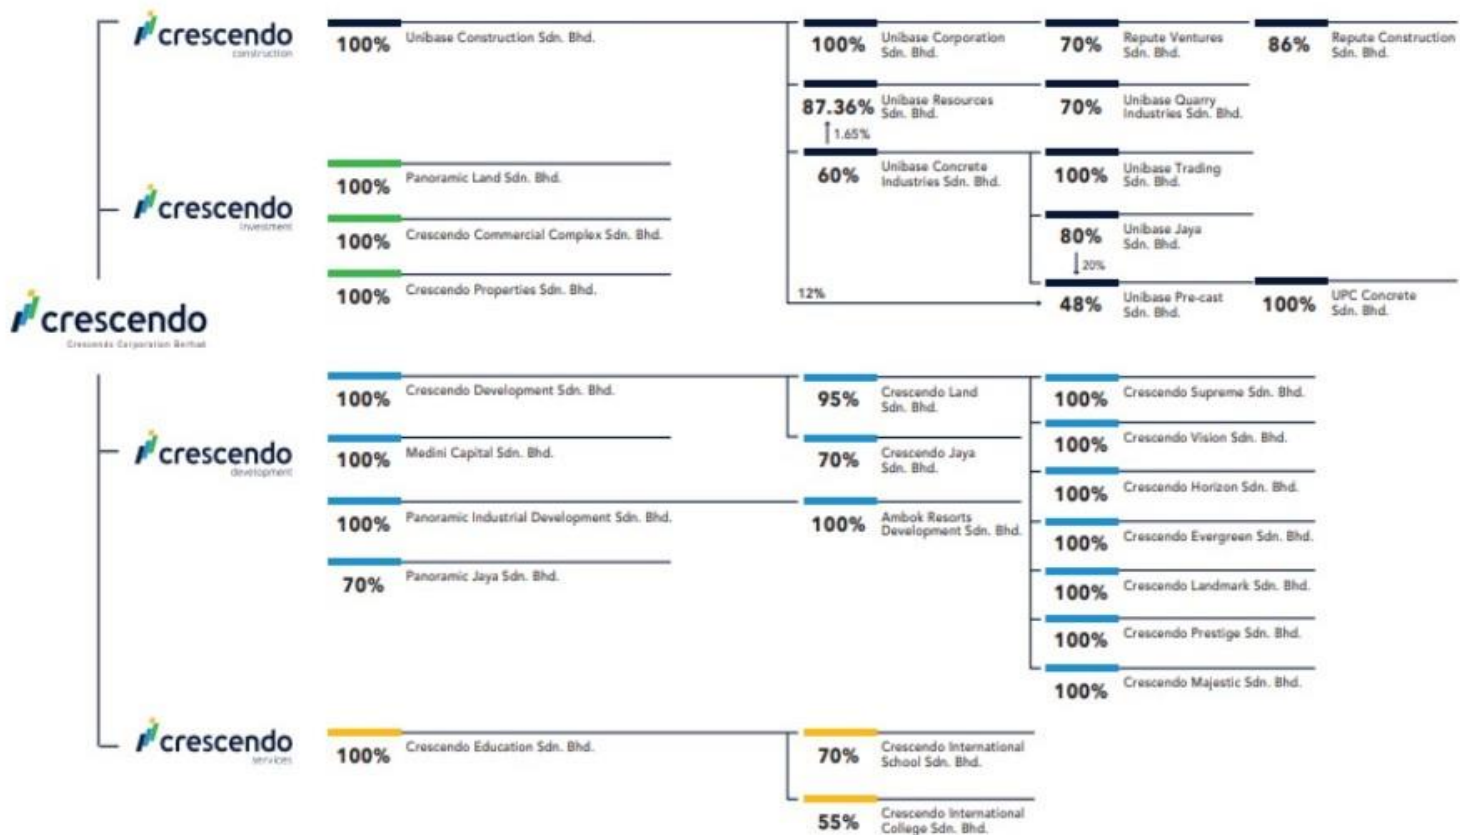 crescendo
construction
100%
Unibase Construction Sdn. Bhd.
100%
Unibase Corporation
Sdn. Bhd.
70%
Repute Ventures
Sdn. Bhd.
86%
Repute Construction
Sdn. Bhd.
87.36%
Unibase Resources
Sdn. Bhd.
70%
Unibase Quarry
Industries Sdn. Bhd.
1.65%
60%
Unibase Concrete
Industries Sdn. Bhd.
100%
Unibase Trading
Sdn. Bhd.
80%
Unibase Jaya
Sdn. Bhd.
20%
12%
48%
Unibase Pre-cast
Sdn. Bhd.
100%
UPC Concrete
Sdn. Bhd.
crescendo
investment
100%
Panoramic Land Sdn. Bhd.
100%
Crescendo Commercial Complex Sdn. Bhd.
100%
Crescendo Properties Sdn. Bhd.
crescendo
Crescendo Corporation Berhad
crescendo
development
100%
Crescendo Development Sdn. Bhd.
95%
Crescendo Land
Sdn. Bhd.
100%
Crescendo Supreme Sdn. Bhd.
100%
Crescendo Vision Sdn. Bhd.
100%
Crescendo Horizon Sdn. Bhd.
100%
Crescendo Evergreen Sdn. Bhd.
100%
Crescendo Landmark Sdn. Bhd.
100%
Crescendo Prestige Sdn. Bhd.
100%
Crescendo Majestic Sdn. Bhd.
70%
Crescendo Jaya
Sdn. Bhd.
100%
Medini Capital Sdn. Bhd.
100%
Panoramic Industrial Development Sdn. Bhd.
100%
Ambok Resorts
Development Sdn. Bhd.
70%
Panoramic Jaya Sdn. Bhd.
crescendo
services
100%
Crescendo Education Sdn. Bhd.
70%
Crescendo International
School Sdn. Bhd.
55%
Crescendo International
College Sdn. Bhd.